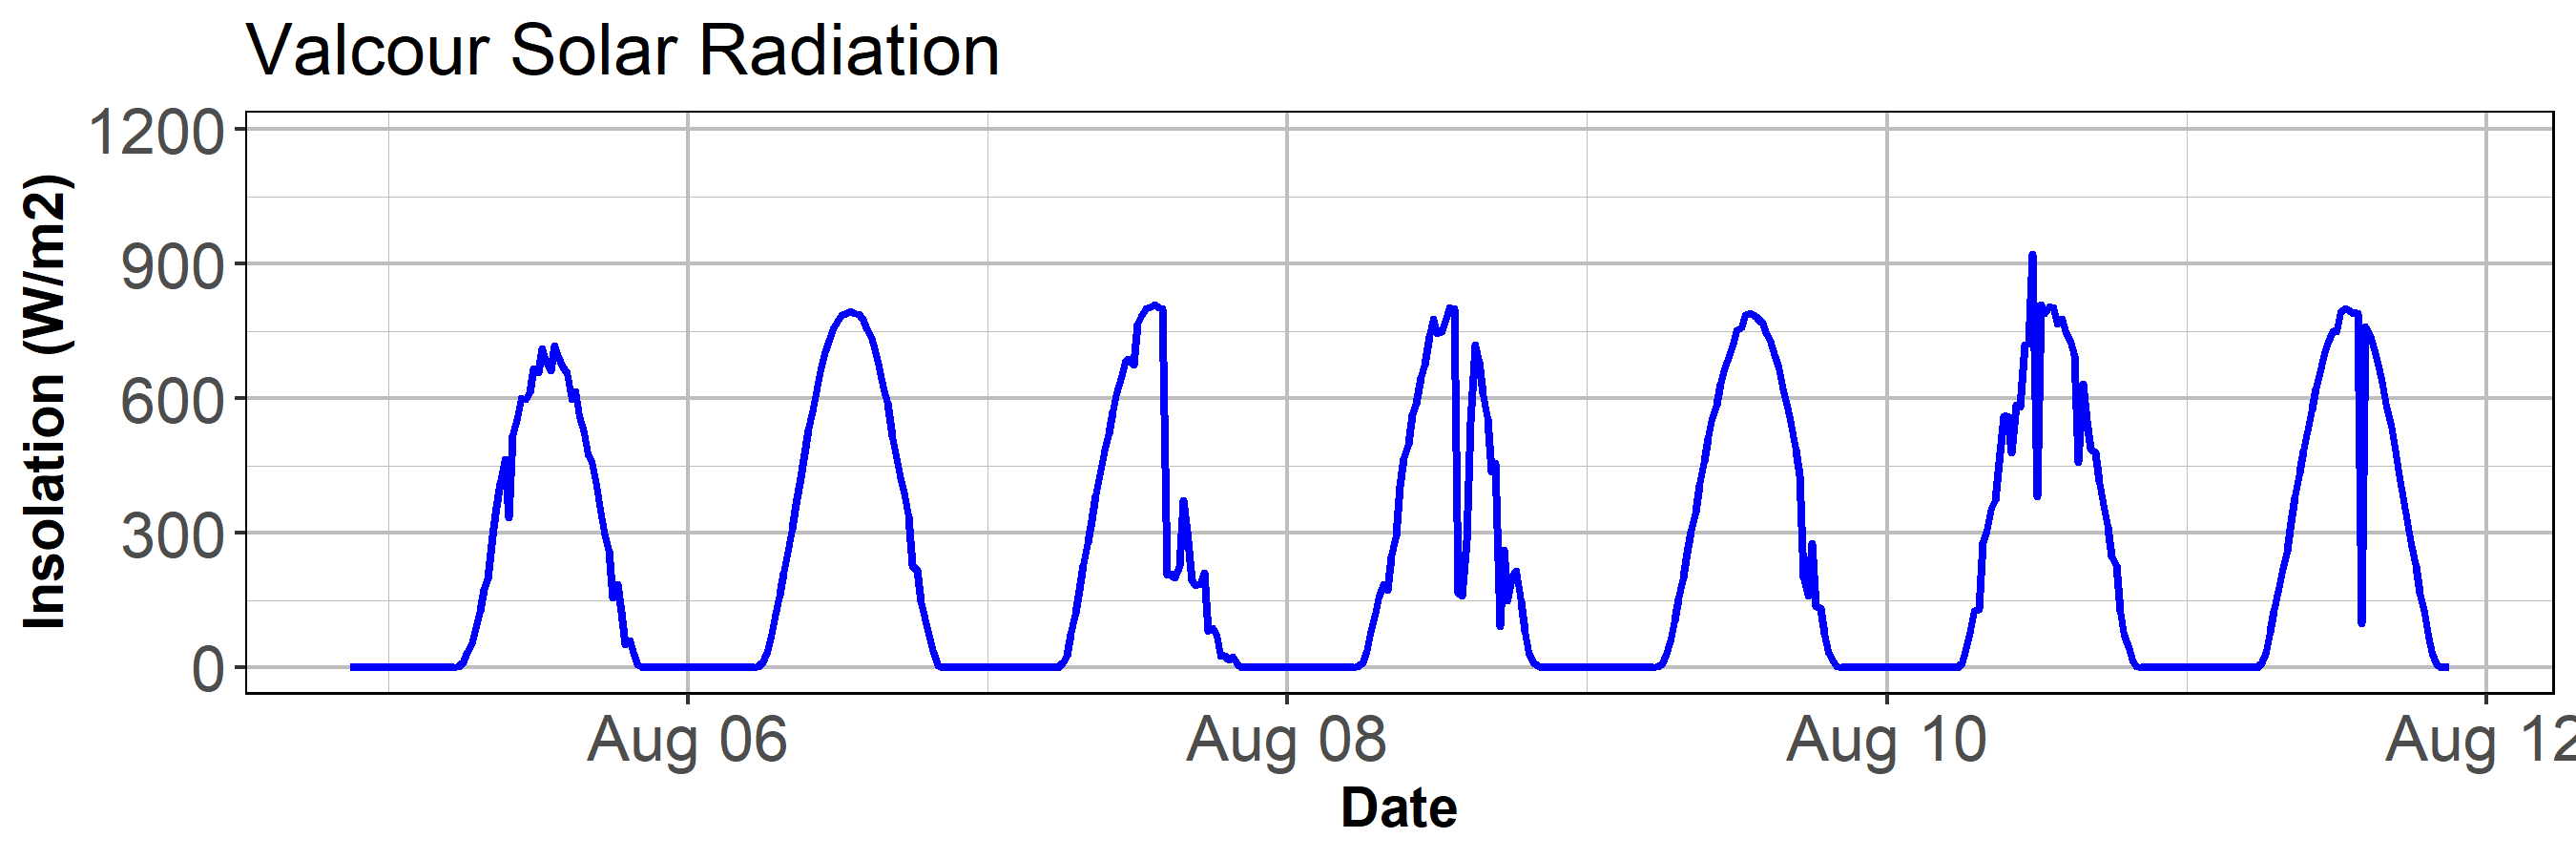 Valcour Solar Radiation
1200
900
600
300
0
Insolation (W/m2)
Aug 06 Aug 08 Aug 10 Aug 12
Date